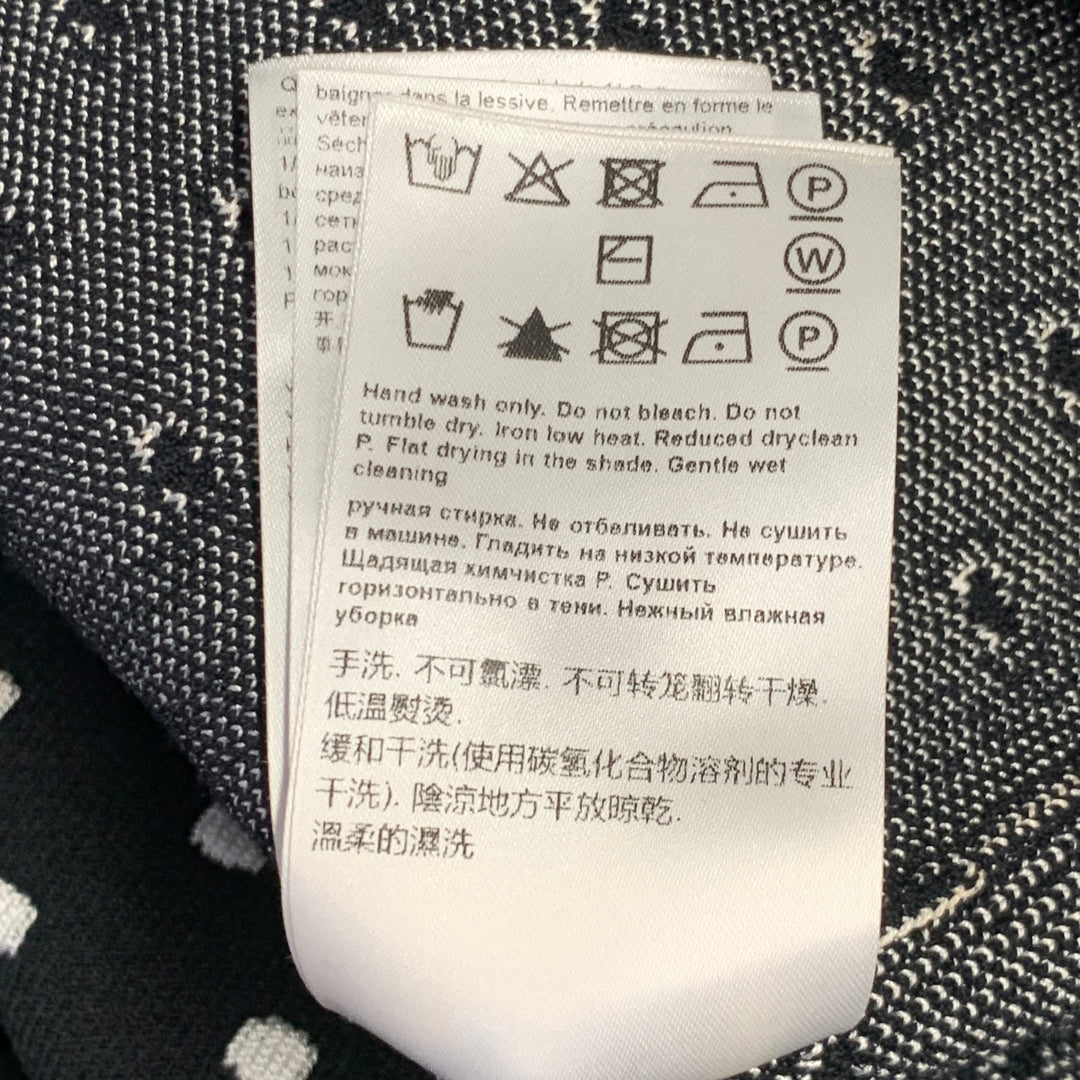 baigner dans la lessive. Remettre en forme le
P
W
P
Hand wash only. Do not bleach. Do not
tumble dry. Iron low heat. Reduced dryclean
P. Flat drying in the shade. Gentle wet
cleaning
ручная стирка. Не отбеливать. Не сушить
в машине. Гладить на низкой температуре.
Щадящая химчистка P. Сушить
горизонтально в тени. Нежный влажная
уборка
手洗. 不可氯漂. 不可转笼翻转干燥.
低温熨烫.
缓和干洗(使用碳氢化合物溶剂的专业
干洗). 陰涼地方平放晾乾.
溫柔的濕洗